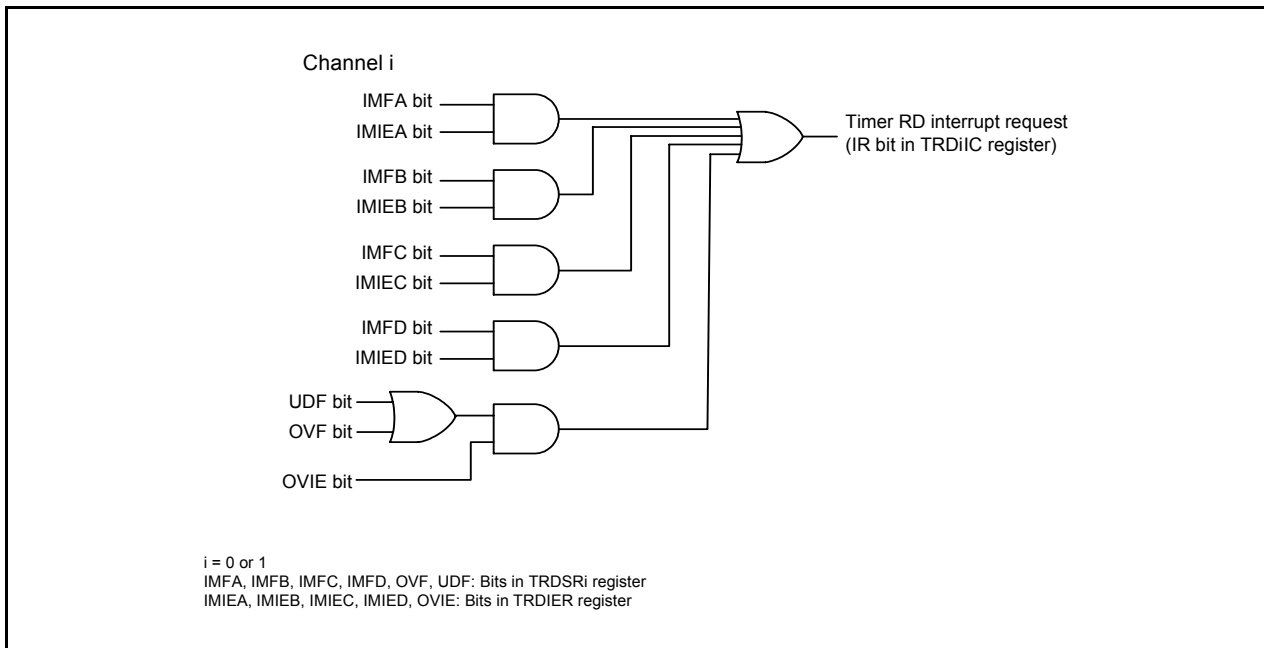 Channel i
IMFA bit
IMIEA bit
Timer RD interrupt request
(IR bit in TRDiIC register)
IMFB bit
IMIEB bit
IMFC bit
IMIEC bit
IMFD bit
IMIED bit
UDF bit
OVF bit
OVIE bit
i = 0 or 1
IMFA, IMFB, IMFC, IMFD, OVF, UDF: Bits in TRDSRi register
IMIEA, IMIEB, IMIEC, IMIED, OVIE: Bits in TRDIER register